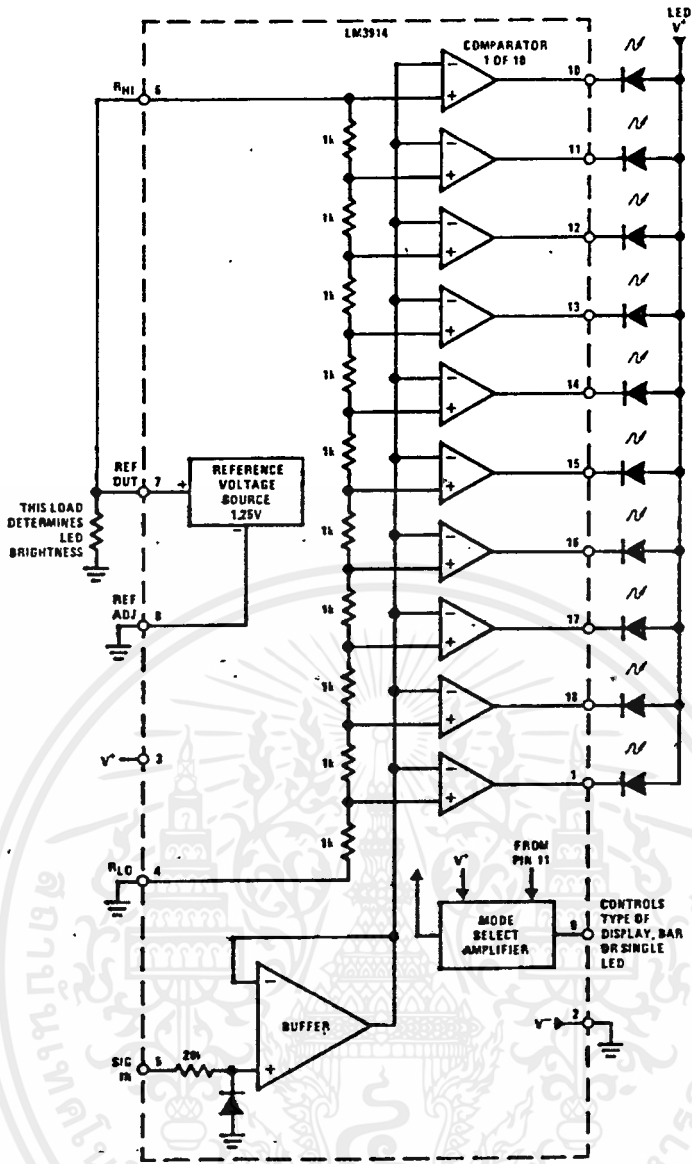 LM3914
LED
V+
COMPARATOR
1 OF 10
RHI
6
10
1k
11
1k
12
1k
13
1k
14
1k
15
1k
16
1k
17
1k
18
1k
1
1k
REF
OUT
7
+
REFERENCE
VOLTAGE
SOURCE
1.25V
−
THIS LOAD
DETERMINES
LED
BRIGHTNESS
REF
ADJ
8
V+
3
RLO
4
V+
FROM
PIN 11
MODE
SELECT
AMPLIFIER
9
CONTROLS
TYPE OF
DISPLAY, BAR
OR SINGLE
LED
−
BUFFER
+
V−
2
SIG
IN
5
20k